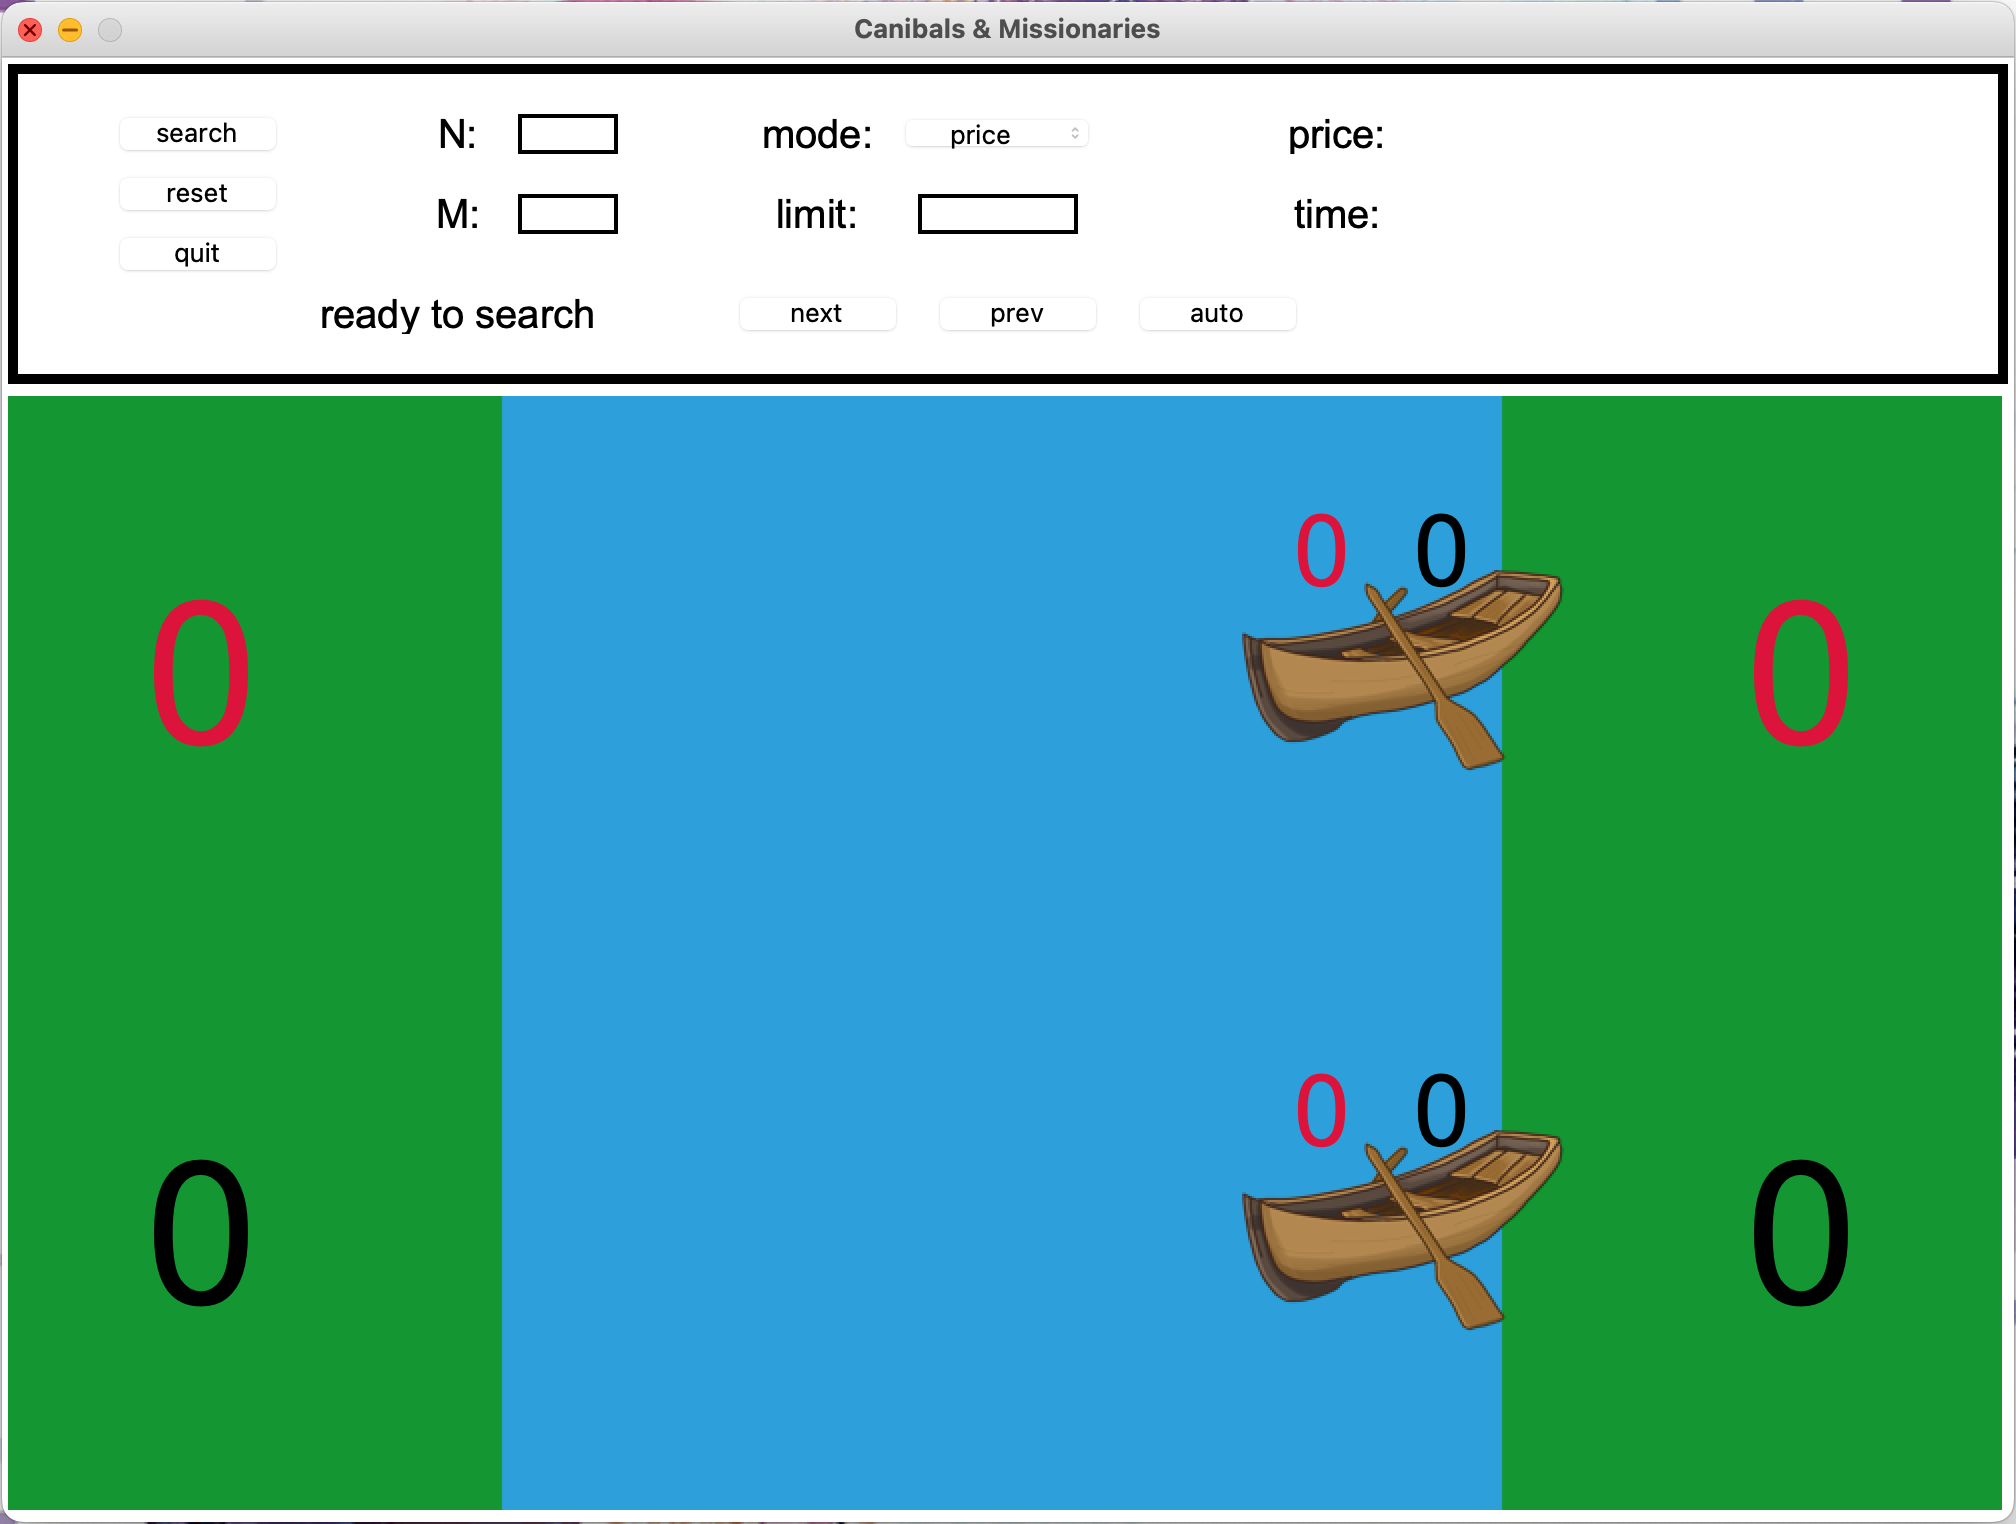 Canibals & Missionaries
search N: mode: price price:
reset M: limit: time:
quit
ready to search next prev auto
0 0
0 0
0 0
0 0